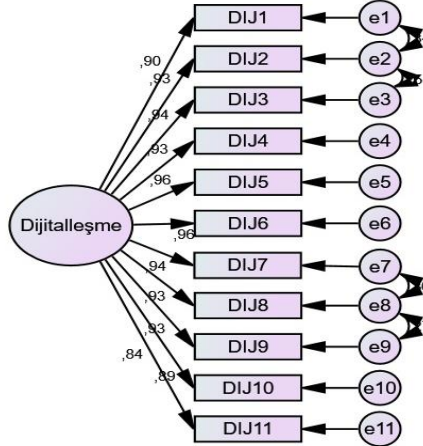 DIJ1
e1
,90
DIJ2
e2
,93
DIJ3
e3
,94
DIJ4
e4
,93
DIJ5
e5
,96
Dijitalleşme
DIJ6
e6
,96
DIJ7
e7
,94
DIJ8
e8
,93
DIJ9
e9
,93
,84
DIJ10
e10
,89
DIJ11
e11